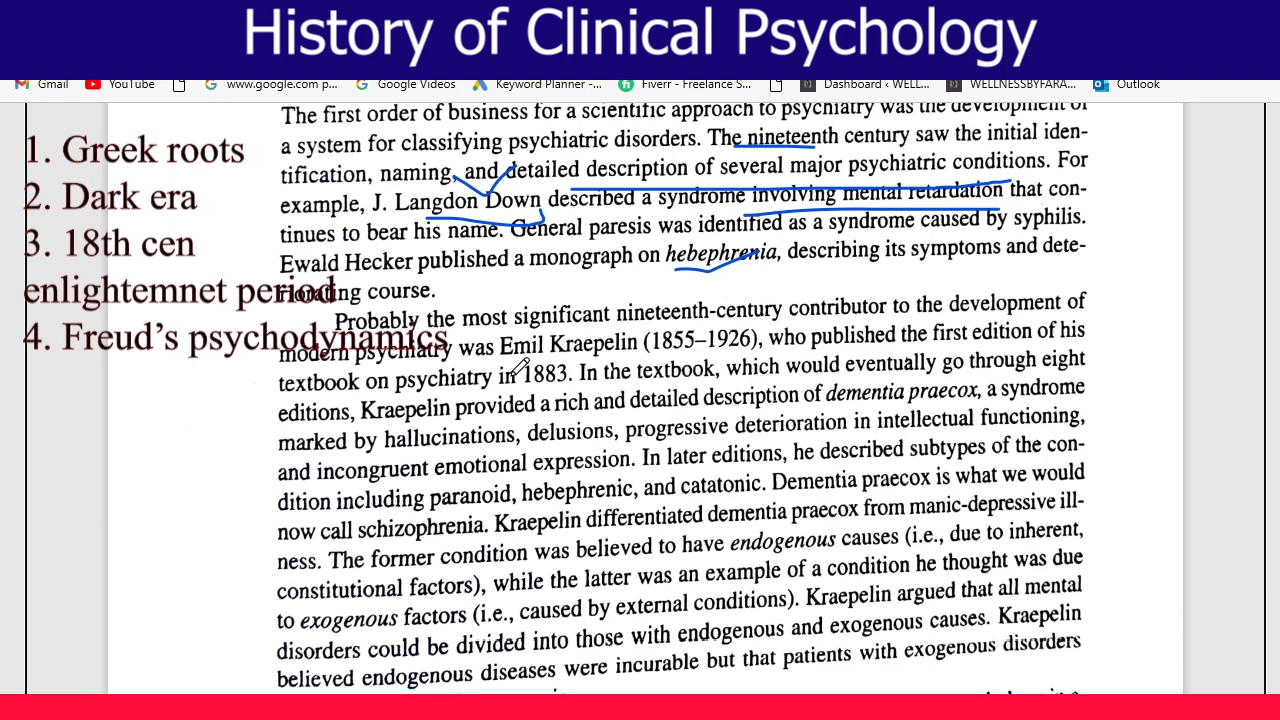 History of Clinical Psychology
Gmail YouTube www.google.com p... Google Videos Keyword Planner -... Fiverr - Freelance S... Dashboard ‹ WELL... WELLNESSBYFARA... Outlook
The first order of business for a scientific approach to psychiatry was the development of
a system for classifying psychiatric disorders. The nineteenth century saw the initial iden-
tification, naming, and detailed description of several major psychiatric conditions. For
example, J. Langdon Down described a syndrome involving mental retardation that con-
tinues to bear his name. General paresis was identified as a syndrome caused by syphilis.
Ewald Hecker published a monograph on hebephrenia, describing its symptoms and dete-
riorating course.
Probably the most significant nineteenth-century contributor to the development of
modern psychiatry was Emil Kraepelin (1855–1926), who published the first edition of his
textbook on psychiatry in 1883. In the textbook, which would eventually go through eight
editions, Kraepelin provided a rich and detailed description of dementia praecox, a syndrome
marked by hallucinations, delusions, progressive deterioration in intellectual functioning,
and incongruent emotional expression. In later editions, he described subtypes of the con-
dition including paranoid, hebephrenic, and catatonic. Dementia praecox is what we would
now call schizophrenia. Kraepelin differentiated dementia praecox from manic-depressive ill-
ness. The former condition was believed to have endogenous causes (i.e., due to inherent,
constitutional factors), while the latter was an example of a condition he thought was due
to exogenous factors (i.e., caused by external conditions). Kraepelin argued that all mental
disorders could be divided into those with endogenous and exogenous causes. Kraepelin
believed endogenous diseases were incurable but that patients with exogenous disorders
1. Greek roots
2. Dark era
3. 18th cen
enlightemnet period
4. Freud's psychodynamics